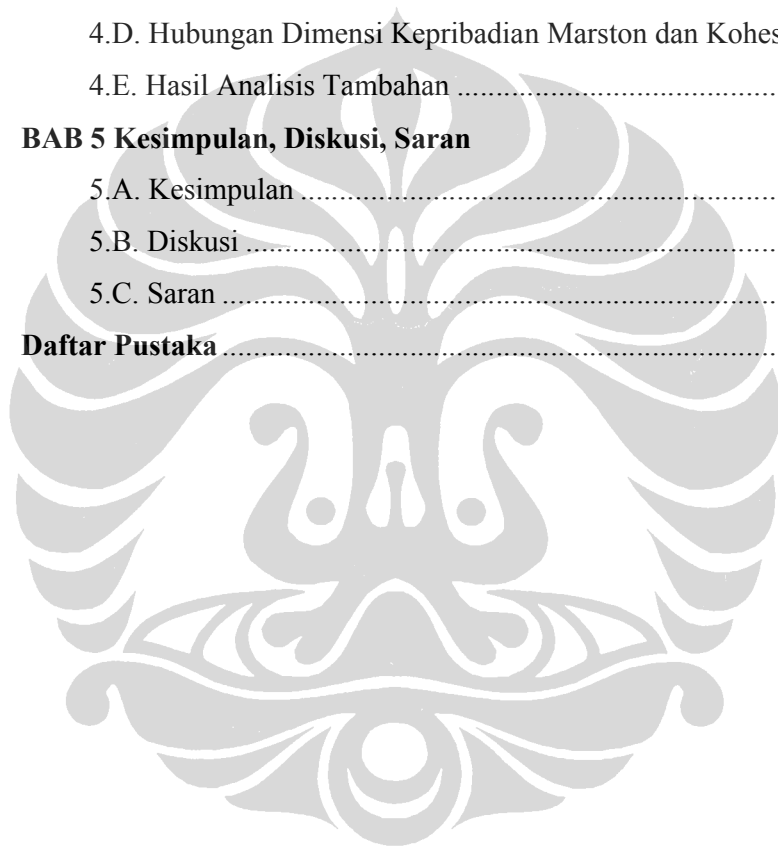 4.D. Hubungan Dimensi Kepribadian Marston dan Kohes
4.E. Hasil Analisis Tambahan ..........................................
BAB 5 Kesimpulan, Diskusi, Saran
5.A. Kesimpulan ..............................................................
5.B. Diskusi .....................................................................
5.C. Saran ........................................................................
Daftar Pustaka ........................................................................